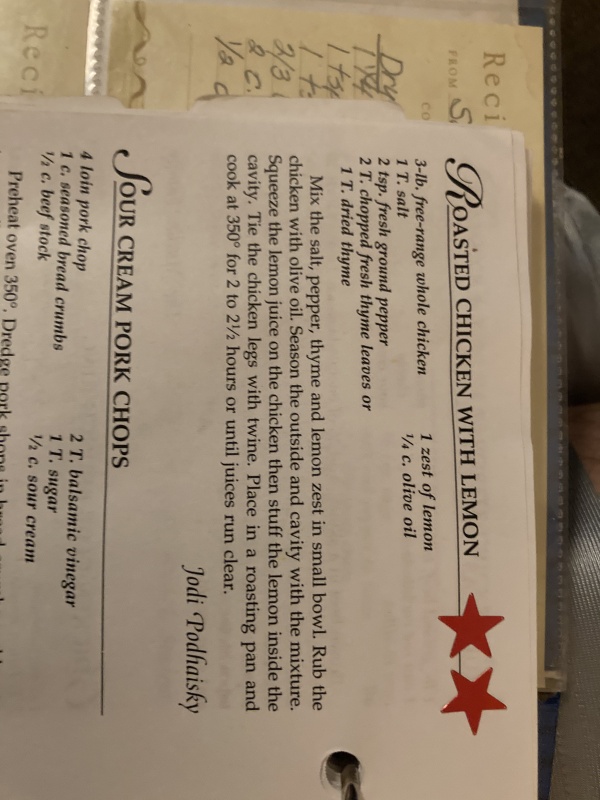 Reci
FROM
Dry
1 tsp
2/3
2 c.
1/2 c
Reci
ROASTED CHICKEN WITH LEMON
3-lb. free-range whole chicken
1 T. salt
2 tsp. fresh ground pepper
2 T. chopped fresh thyme leaves or
1 T. dried thyme
1 zest of lemon
¼ c. olive oil
Mix the salt, pepper, thyme and lemon zest in small bowl. Rub the
chicken with olive oil. Season the outside and cavity with the mixture.
Squeeze the lemon juice on the chicken then stuff the lemon inside the
cavity. Tie the chicken legs with twine. Place in a roasting pan and
cook at 350° for 2 to 2½ hours or until juices run clear.
Jodi Podhaisky
SOUR CREAM PORK CHOPS
4 loin pork chop
1 c. seasoned bread crumbs
½ c. beef stock
2 T. balsamic vinegar
1 T. sugar
½ c. sour cream
Preheat oven 350°. Dredge pork chops in bread